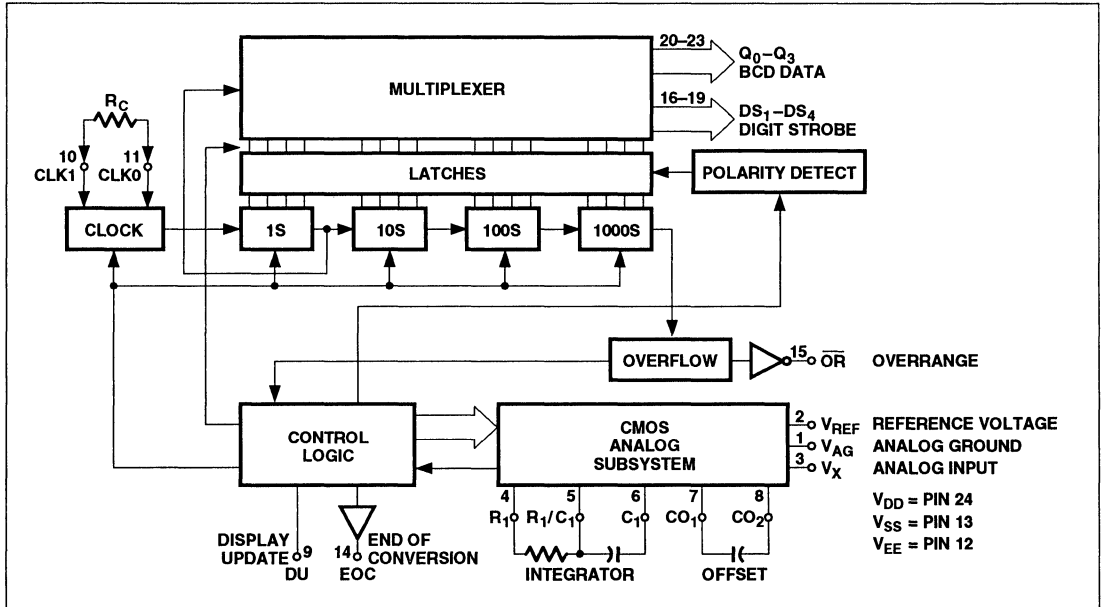 MULTIPLEXER
20–23
Q0–Q3
BCD DATA
16–19
DS1–DS4
DIGIT STROBE
RC
10
CLK1
11
CLK0
LATCHES
POLARITY DETECT
CLOCK
1S
10S
100S
1000S
OVERFLOW
15
OR
OVERRANGE
CONTROL
LOGIC
CMOS
ANALOG
SUBSYSTEM
2
VREF REFERENCE VOLTAGE
1
VAG ANALOG GROUND
3
VX ANALOG INPUT
4
R1
5
R1/C1
6
C1
7
CO1
8
CO2
VDD = PIN 24
VSS = PIN 13
VEE = PIN 12
DISPLAY
UPDATE
9
DU
14
EOC
END OF
CONVERSION
INTEGRATOR
OFFSET